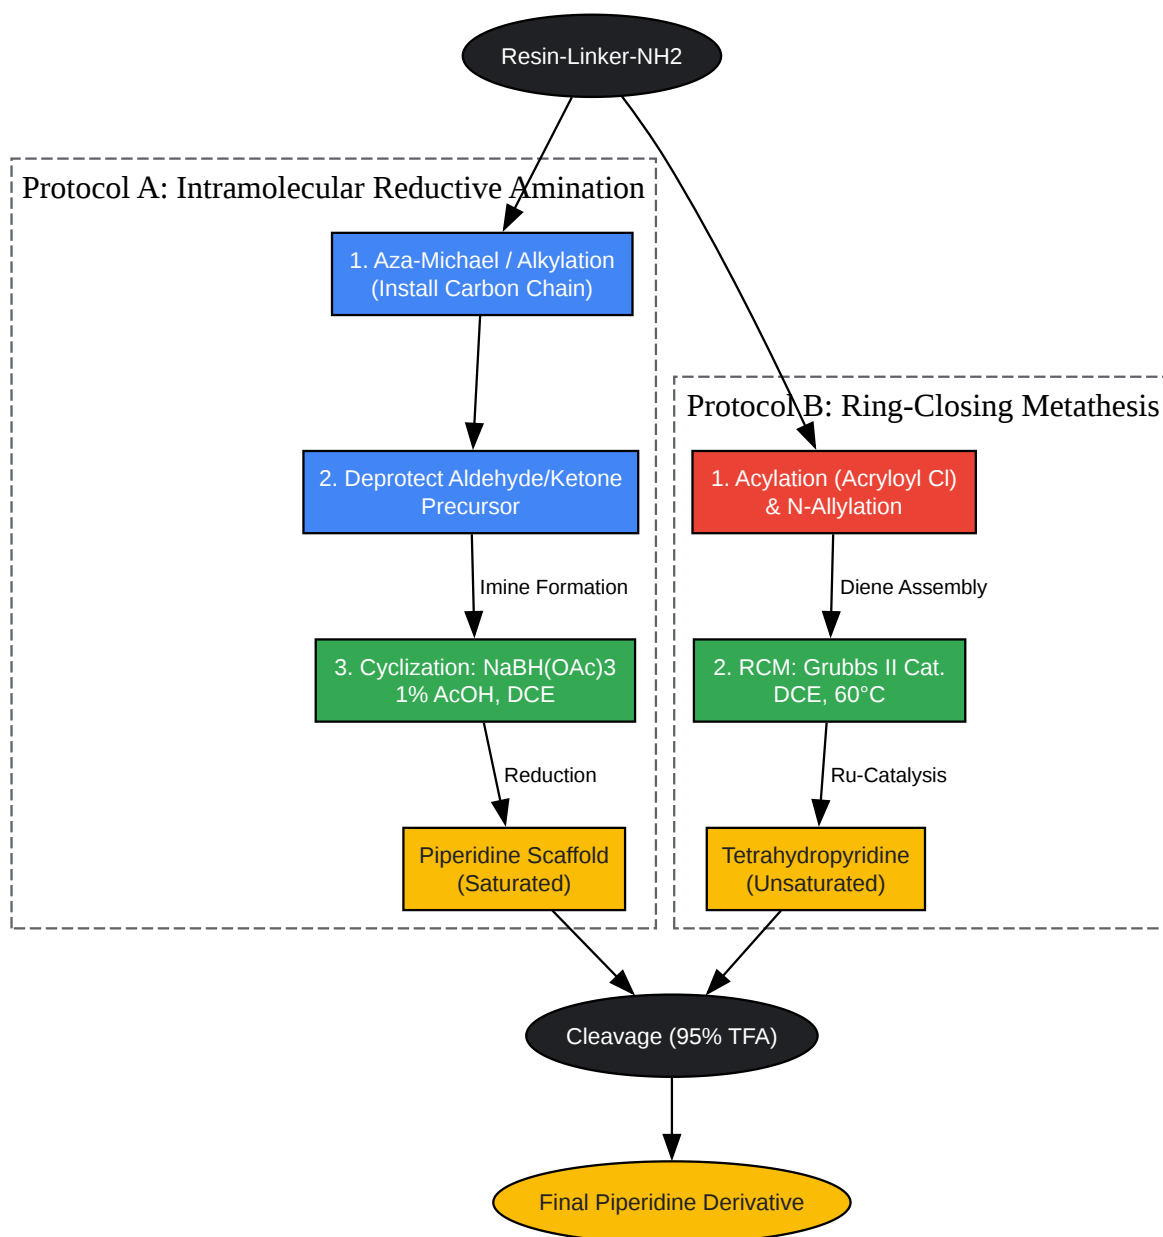 Resin-Linker-NH2
Protocol A: Intramolecular Reductive Amination
1. Aza-Michael / Alkylation
(Install Carbon Chain)
2. Deprotect Aldehyde/Ketone
Precursor
Imine Formation
3. Cyclization: NaBH(OAc)3
1% AcOH, DCE
Reduction
Piperidine Scaffold
(Saturated)
Protocol B: Ring-Closing Metathesis
1. Acylation (Acryloyl Cl)
& N-Allylation
Diene Assembly
2. RCM: Grubbs II Cat.
DCE, 60°C
Ru-Catalysis
Tetrahydropyridine
(Unsaturated)
Cleavage (95% TFA)
Final Piperidine Derivative